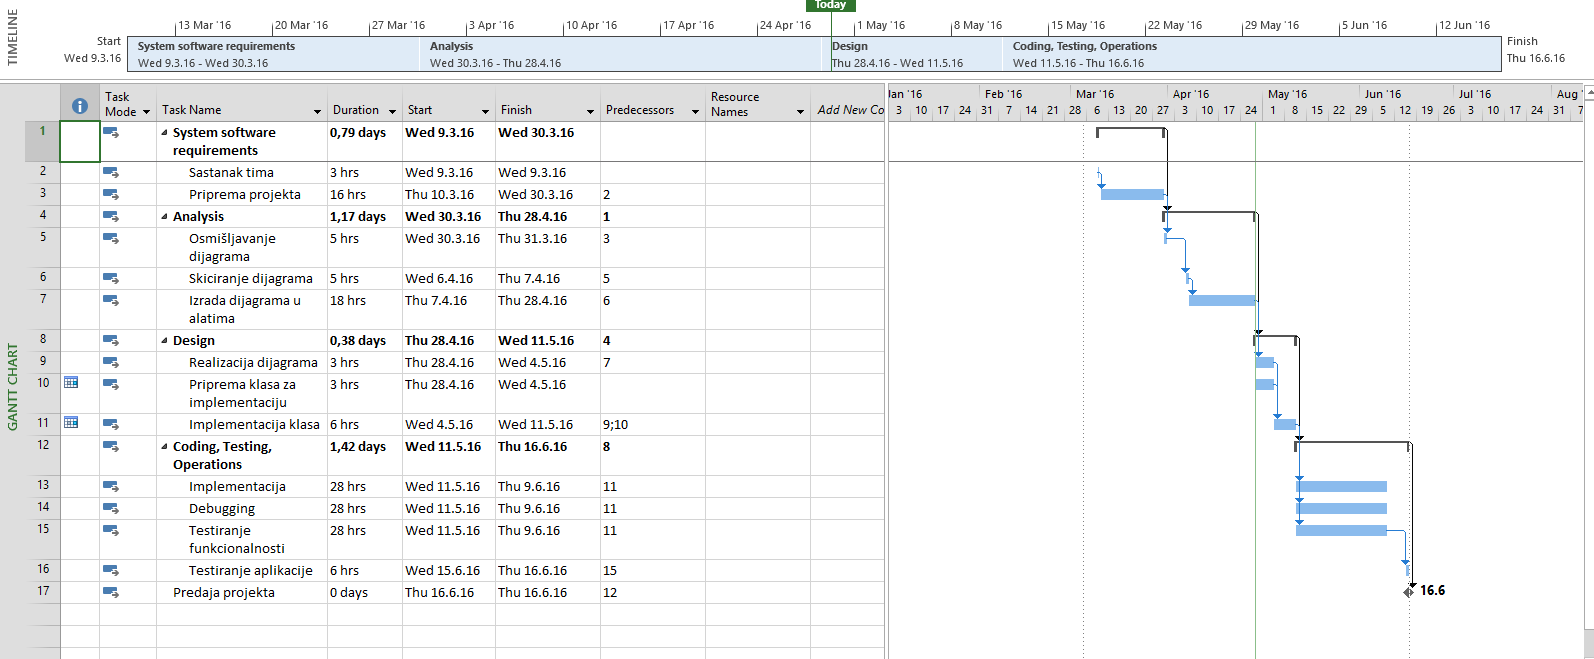 Today
13 Mar '16 20 Mar '16 27 Mar '16 3 Apr '16 10 Apr '16 17 Apr '16 24 Apr '16 1 May '16 8 May '16 15 May '16 22 May '16 29 May '16 5 Jun '16 12 Jun '16
TIMELINE
Start
Wed 9.3.16
System software requirements
Wed 9.3.16 - Wed 30.3.16
Analysis
Wed 30.3.16 - Thu 28.4.16
Design
Thu 28.4.16 - Wed 11.5.16
Coding, Testing, Operations
Wed 11.5.16 - Thu 16.6.16
Finish
Thu 16.6.16
GANTT CHART
Task Mode Task Name Duration Start Finish Predecessors Resource Names Add New Co
Jan '16 Feb '16 Mar '16 Apr '16 May '16 Jun '16 Jul '16 Aug '
3 10 17 24 31 7 14 21 28 6 13 20 27 3 10 17 24 1 8 15 22 29 5 12 19 26 3 10 17 24 31 7
1 System software requirements 0,79 days Wed 9.3.16 Wed 30.3.16
2 Sastanak tima 3 hrs Wed 9.3.16 Wed 9.3.16
3 Priprema projekta 16 hrs Thu 10.3.16 Wed 30.3.16 2
4 Analysis 1,17 days Wed 30.3.16 Thu 28.4.16 1
5 Osmišljavanje dijagrama 5 hrs Wed 30.3.16 Thu 31.3.16 3
6 Skiciranje dijagrama 5 hrs Wed 6.4.16 Thu 7.4.16 5
7 Izrada dijagrama u alatima 18 hrs Thu 7.4.16 Thu 28.4.16 6
8 Design 0,38 days Thu 28.4.16 Wed 11.5.16 4
9 Realizacija dijagrama 3 hrs Thu 28.4.16 Wed 4.5.16 7
10 Priprema klasa za implementaciju 3 hrs Thu 28.4.16 Wed 4.5.16
11 Implementacija klasa 6 hrs Wed 4.5.16 Wed 11.5.16 9;10
12 Coding, Testing, Operations 1,42 days Wed 11.5.16 Thu 16.6.16 8
13 Implementacija 28 hrs Wed 11.5.16 Thu 9.6.16 11
14 Debugging 28 hrs Wed 11.5.16 Thu 9.6.16 11
15 Testiranje funkcionalnosti 28 hrs Wed 11.5.16 Thu 9.6.16 11
16 Testiranje aplikacije 6 hrs Wed 15.6.16 Thu 16.6.16 15
17 Predaja projekta 0 days Thu 16.6.16 Thu 16.6.16 12
16.6